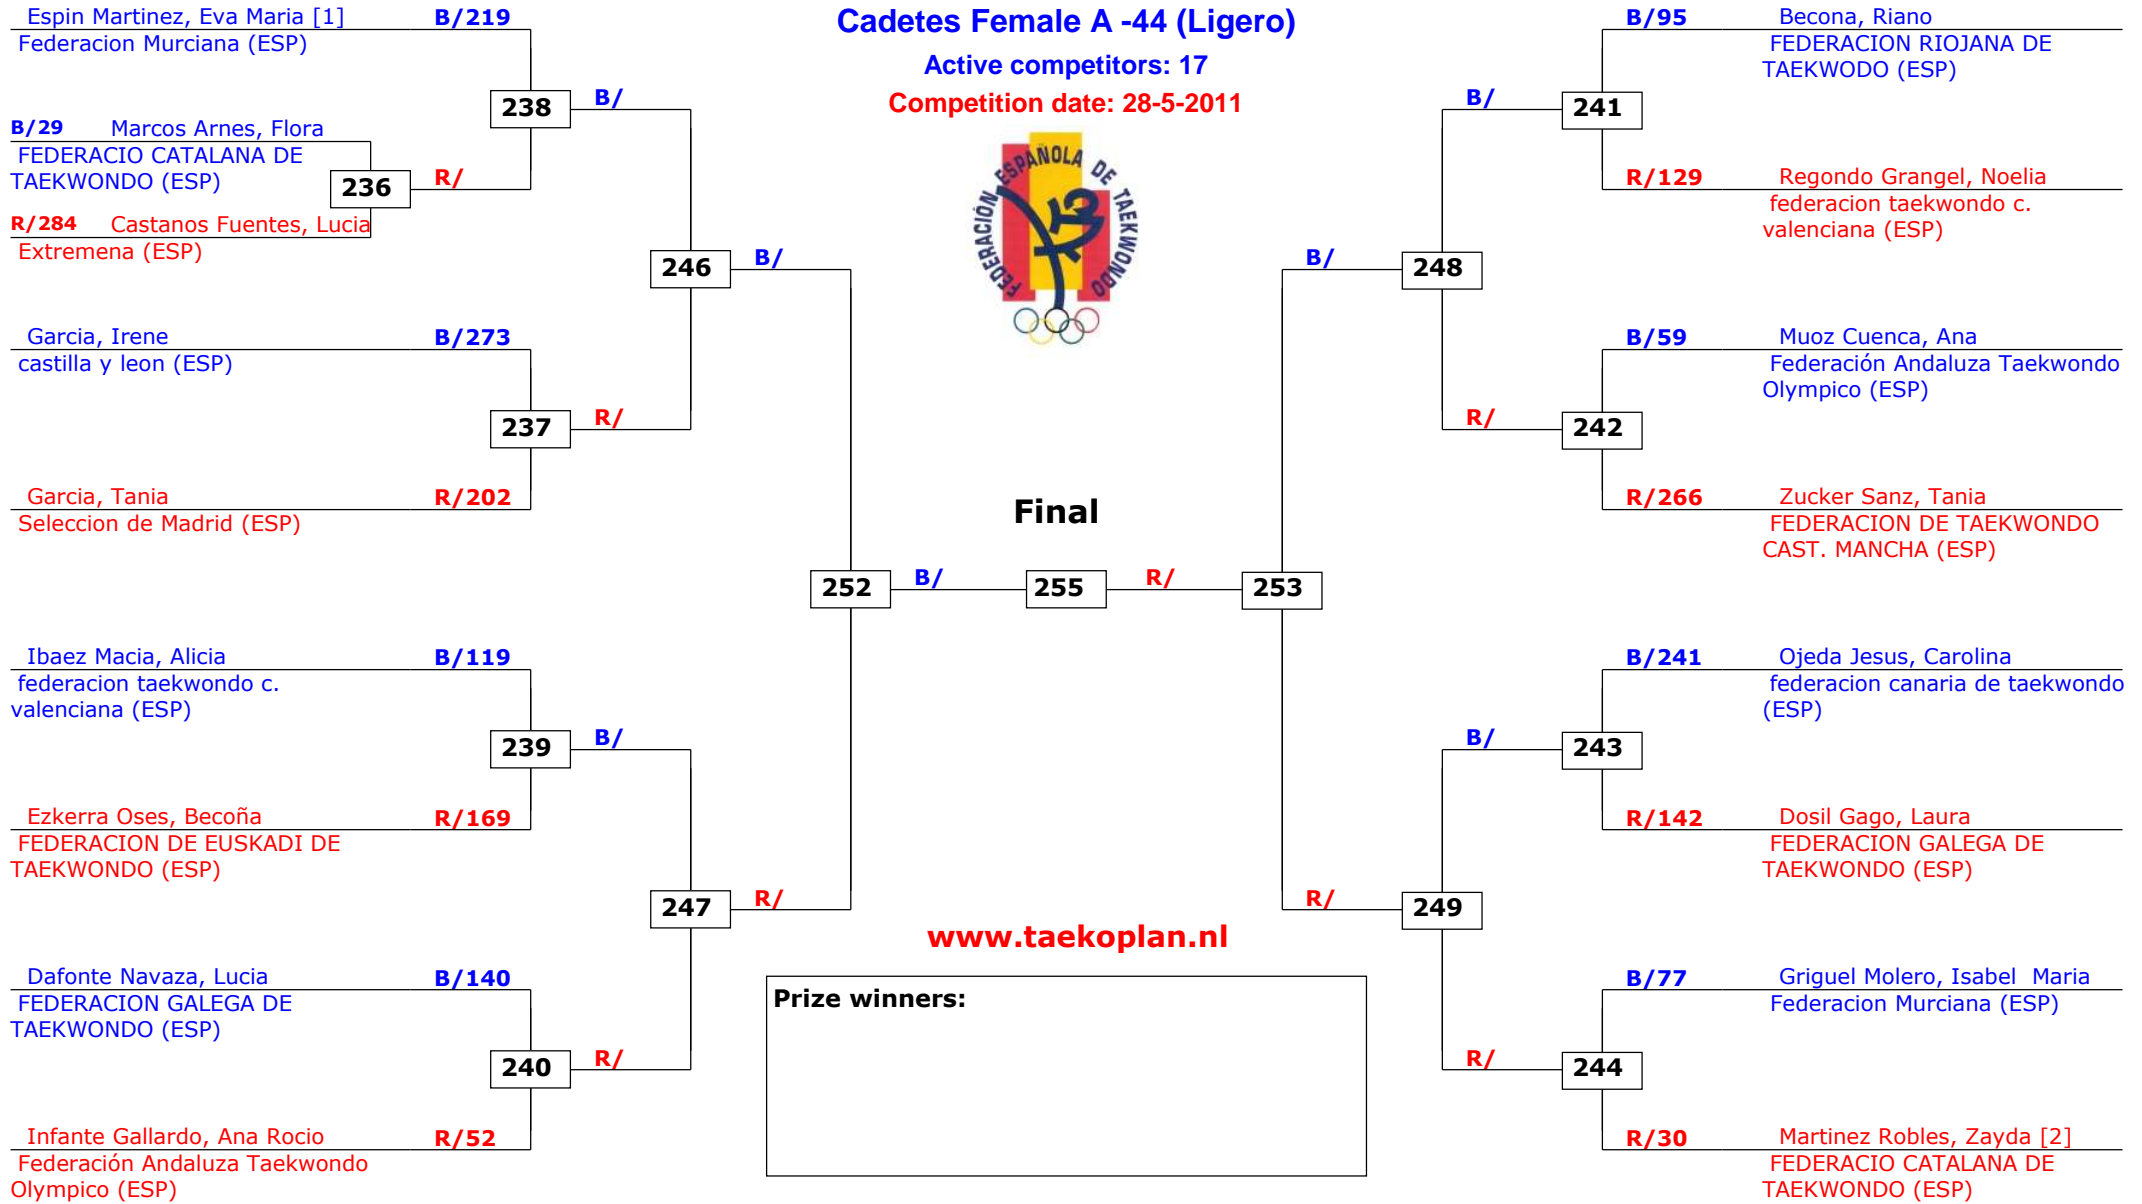 Cadetes Female A -44 (Ligero)
Active competitors: 17
Competition date: 28-5-2011
FEDERACIÓN ESPAÑOLA DE TAEKWONDO
Espin Martinez, Eva Maria [1] B/219
Federacion Murciana (ESP)
238 B/
B/29 Marcos Arnes, Flora
FEDERACIO CATALANA DE
TAEKWONDO (ESP)
236 R/
R/284 Castanos Fuentes, Lucia
Extremena (ESP)
246 B/
Garcia, Irene B/273
castilla y leon (ESP)
237 R/
Garcia, Tania R/202
Seleccion de Madrid (ESP)
252 B/
Ibaez Macia, Alicia B/119
federacion taekwondo c.
valenciana (ESP)
239 B/
Ezkerra Oses, Becoña R/169
FEDERACION DE EUSKADI DE
TAEKWONDO (ESP)
247 R/
Dafonte Navaza, Lucia B/140
FEDERACION GALEGA DE
TAEKWONDO (ESP)
240 R/
Infante Gallardo, Ana Rocio R/52
Federación Andaluza Taekwondo
Olympico (ESP)
Final
255
B/95 Becona, Riano
FEDERACION RIOJANA DE
TAEKWODO (ESP)
B/ 241
R/129 Regondo Grangel, Noelia
federacion taekwondo c.
valenciana (ESP)
B/ 248
B/59 Muoz Cuenca, Ana
Federación Andaluza Taekwondo
Olympico (ESP)
R/ 242
R/266 Zucker Sanz, Tania
FEDERACION DE TAEKWONDO
CAST. MANCHA (ESP)
R/ 253
B/241 Ojeda Jesus, Carolina
federacion canaria de taekwondo
(ESP)
B/ 243
R/142 Dosil Gago, Laura
FEDERACION GALEGA DE
TAEKWONDO (ESP)
R/ 249
B/77 Griguel Molero, Isabel  Maria
Federacion Murciana (ESP)
R/ 244
R/30 Martinez Robles, Zayda [2]
FEDERACIO CATALANA DE
TAEKWONDO (ESP)
www.taekoplan.nl
Prize winners: